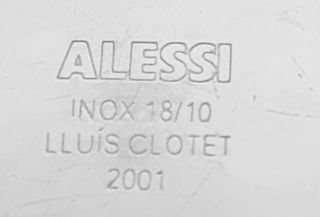 ALESSI
INOX 18/10
LLUÍS CLOTET
2001